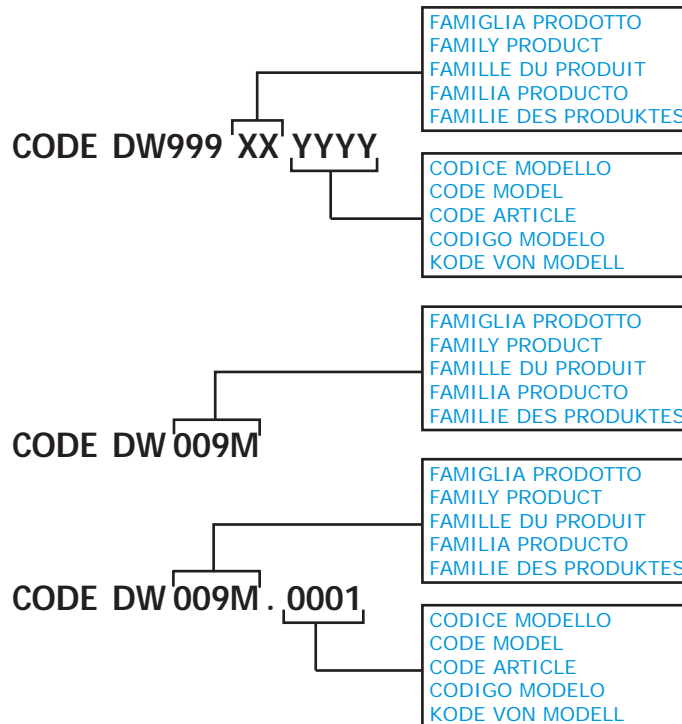 FAMIGLIA PRODOTTO
FAMILY PRODUCT
FAMILLE DU PRODUIT
FAMILIA PRODUCTO
FAMILIE DES PRODUKTES
CODE DW999 XX YYYY
CODICE MODELLO
CODE MODEL
CODE ARTICLE
CODIGO MODELO
KODE VON MODELL
FAMIGLIA PRODOTTO
FAMILY PRODUCT
FAMILLE DU PRODUIT
FAMILIA PRODUCTO
FAMILIE DES PRODUKTES
CODE DW 009M
FAMIGLIA PRODOTTO
FAMILY PRODUCT
FAMILLE DU PRODUIT
FAMILIA PRODUCTO
FAMILIE DES PRODUKTES
CODE DW 009M . 0001
CODICE MODELLO
CODE MODEL
CODE ARTICLE
CODIGO MODELO
KODE VON MODELL